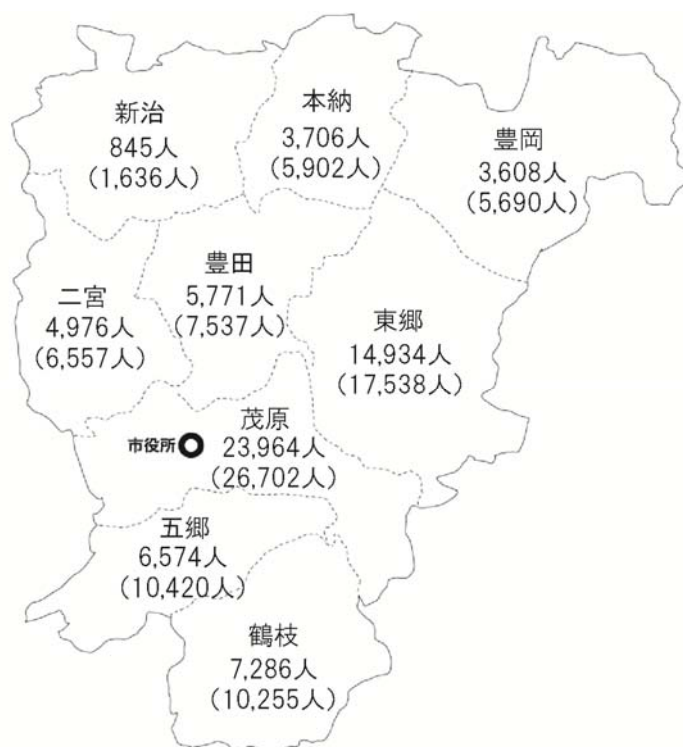 新治
845人
(1,636人)
本納
3,706人
(5,902人)
豊岡
3,608人
(5,690人)
二宮
4,976人
(6,557人)
豊田
5,771人
(7,537人)
東郷
14,934人
(17,538人)
市役所
茂原
23,964人
(26,702人)
五郷
6,574人
(10,420人)
鶴枝
7,286人
(10,255人)